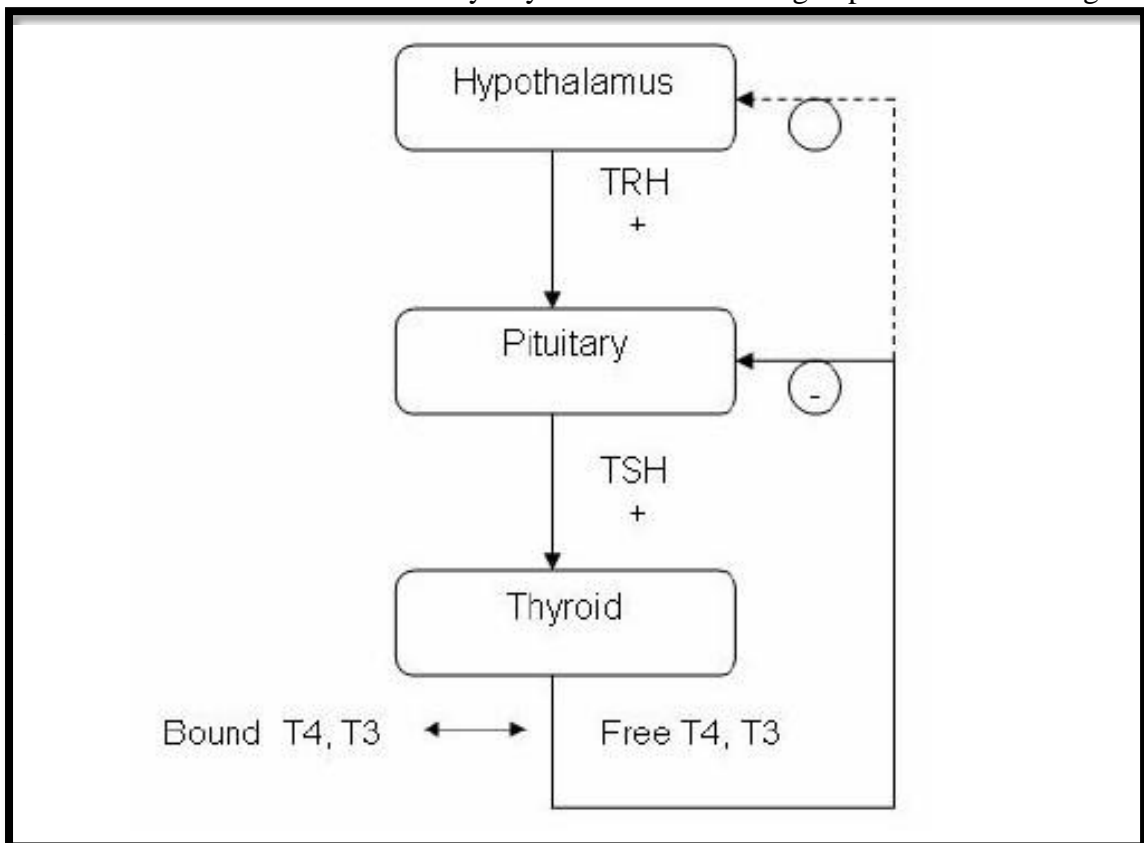 Hypothalamus
TRH
+
Pituitary
-
TSH
+
Thyroid
Bound T4, T3
Free T4, T3